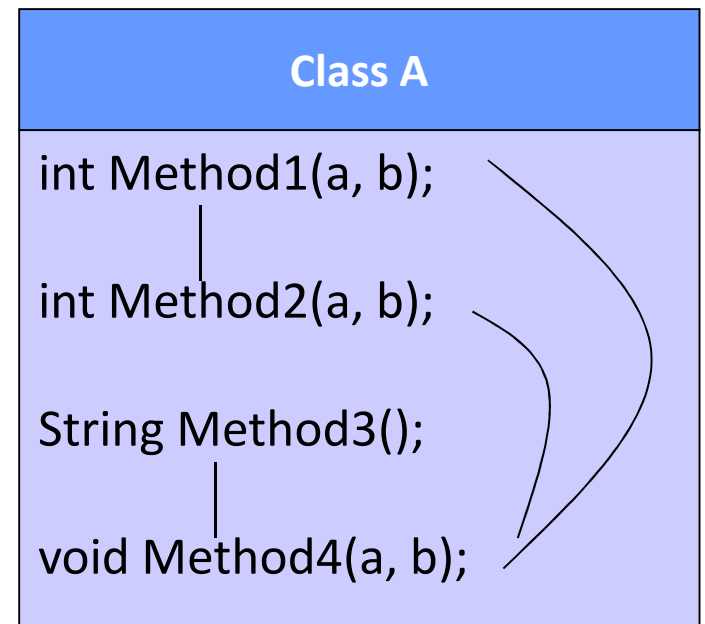 Class A
int Method1(a, b);
int Method2(a, b);
String Method3();
void Method4(a, b);